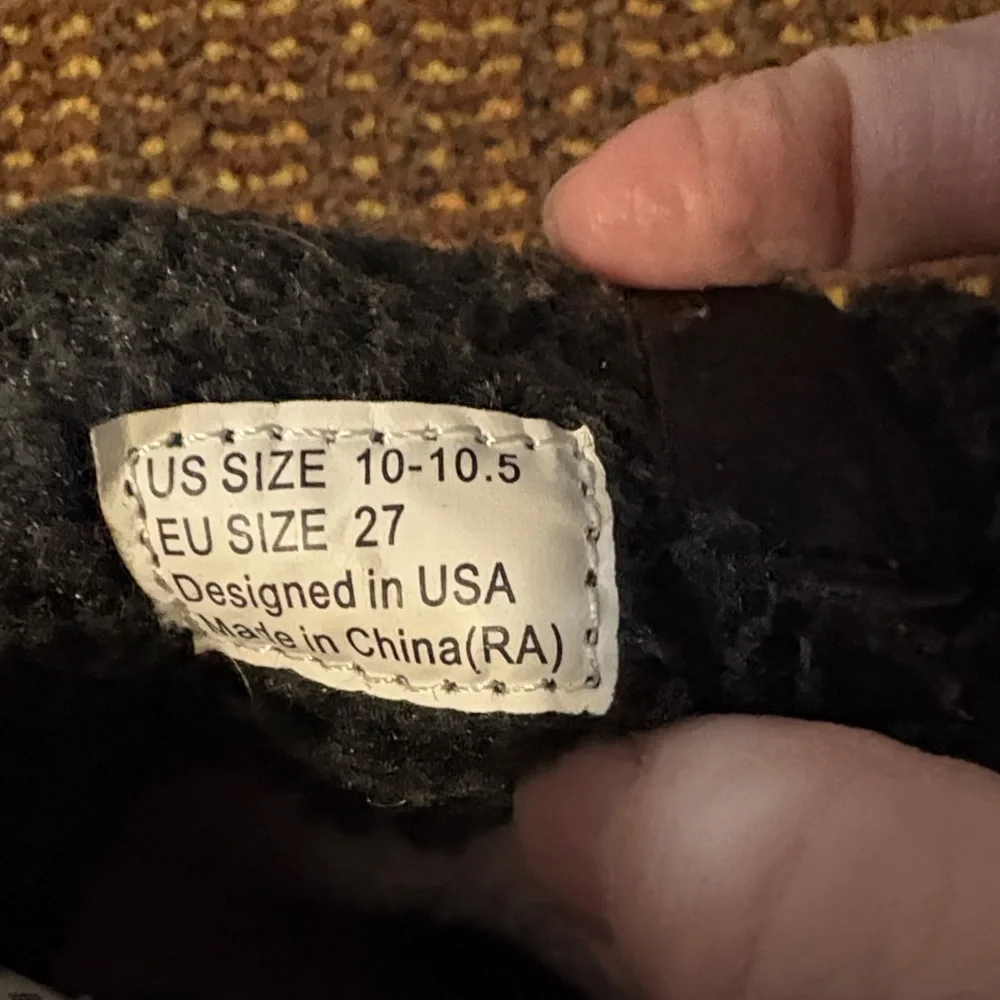 US SIZE 10-10.5
EU SIZE 27
Designed in USA
Made in China(RA)